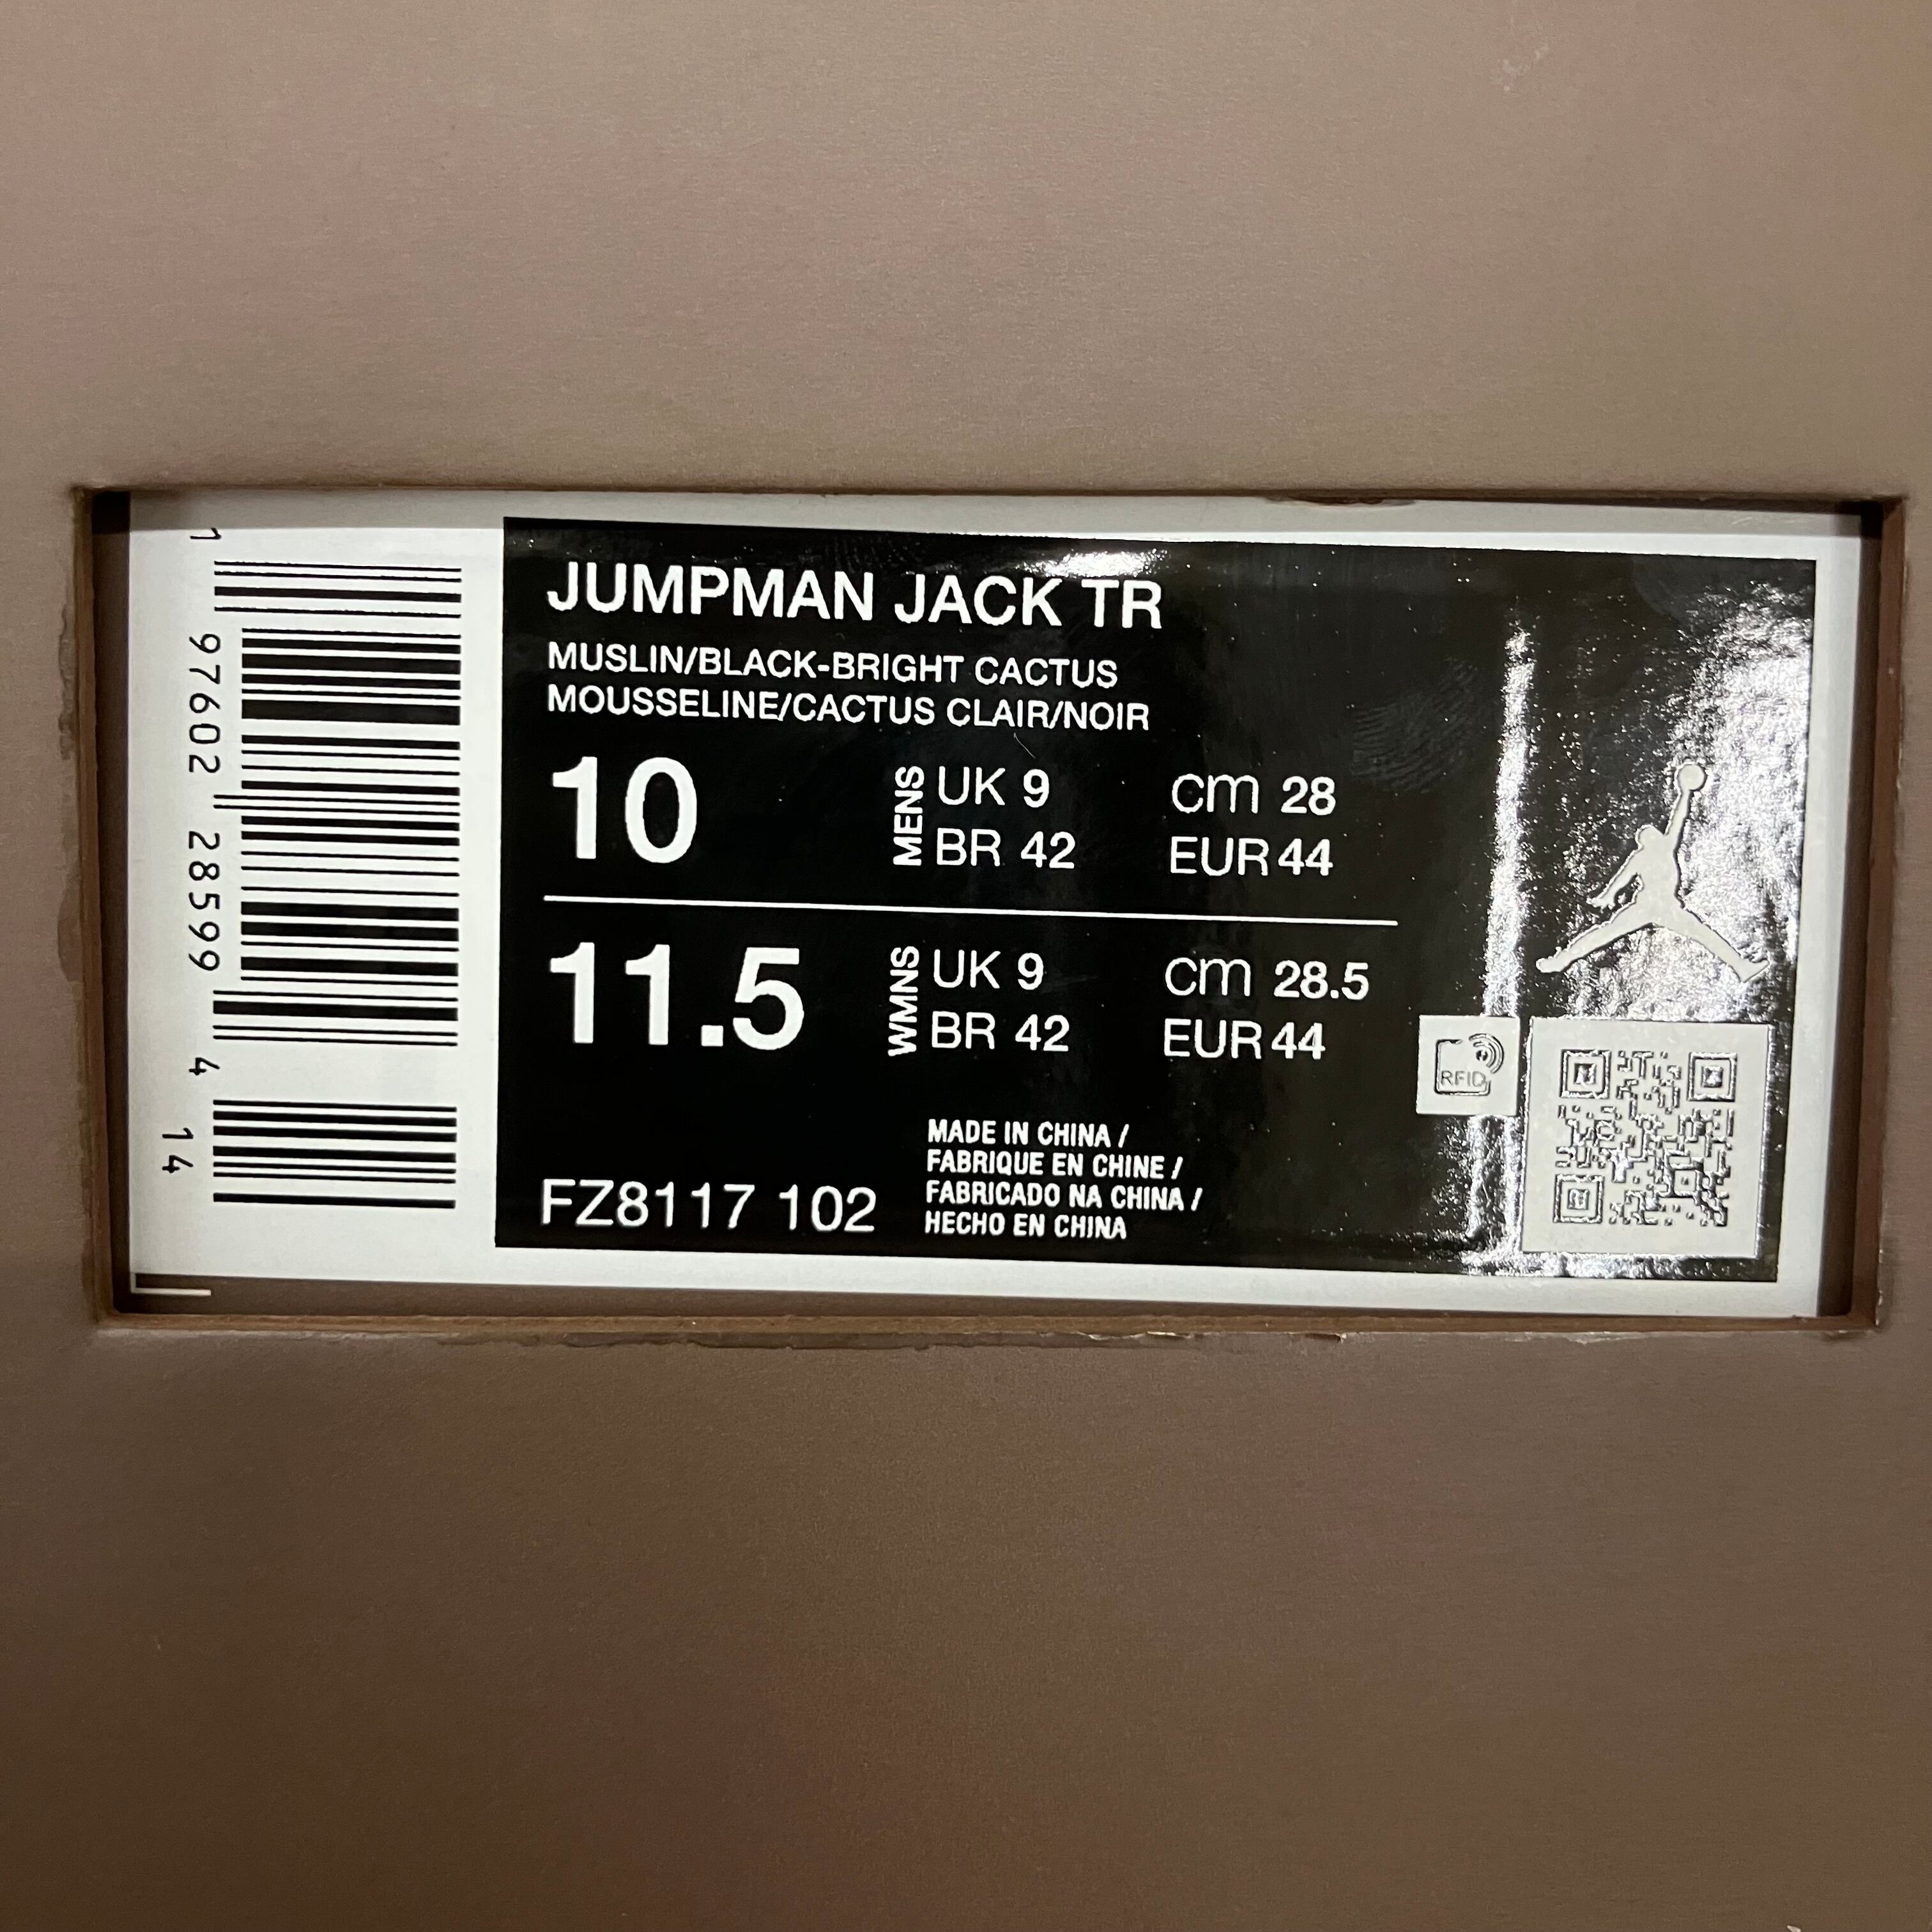 1 97602 28599 4
14
JUMPMAN JACK TR
MUSLIN/BLACK-BRIGHT CACTUS
MOUSSELINE/CACTUS CLAIR/NOIR
10
MENS
UK 9
cm 28
BR 42
EUR 44
11.5
WMNS
UK 9
cm 28.5
BR 42
EUR 44
RFID
MADE IN CHINA /
FABRIQUE EN CHINE /
FABRICADO NA CHINA /
HECHO EN CHINA
FZ8117 102